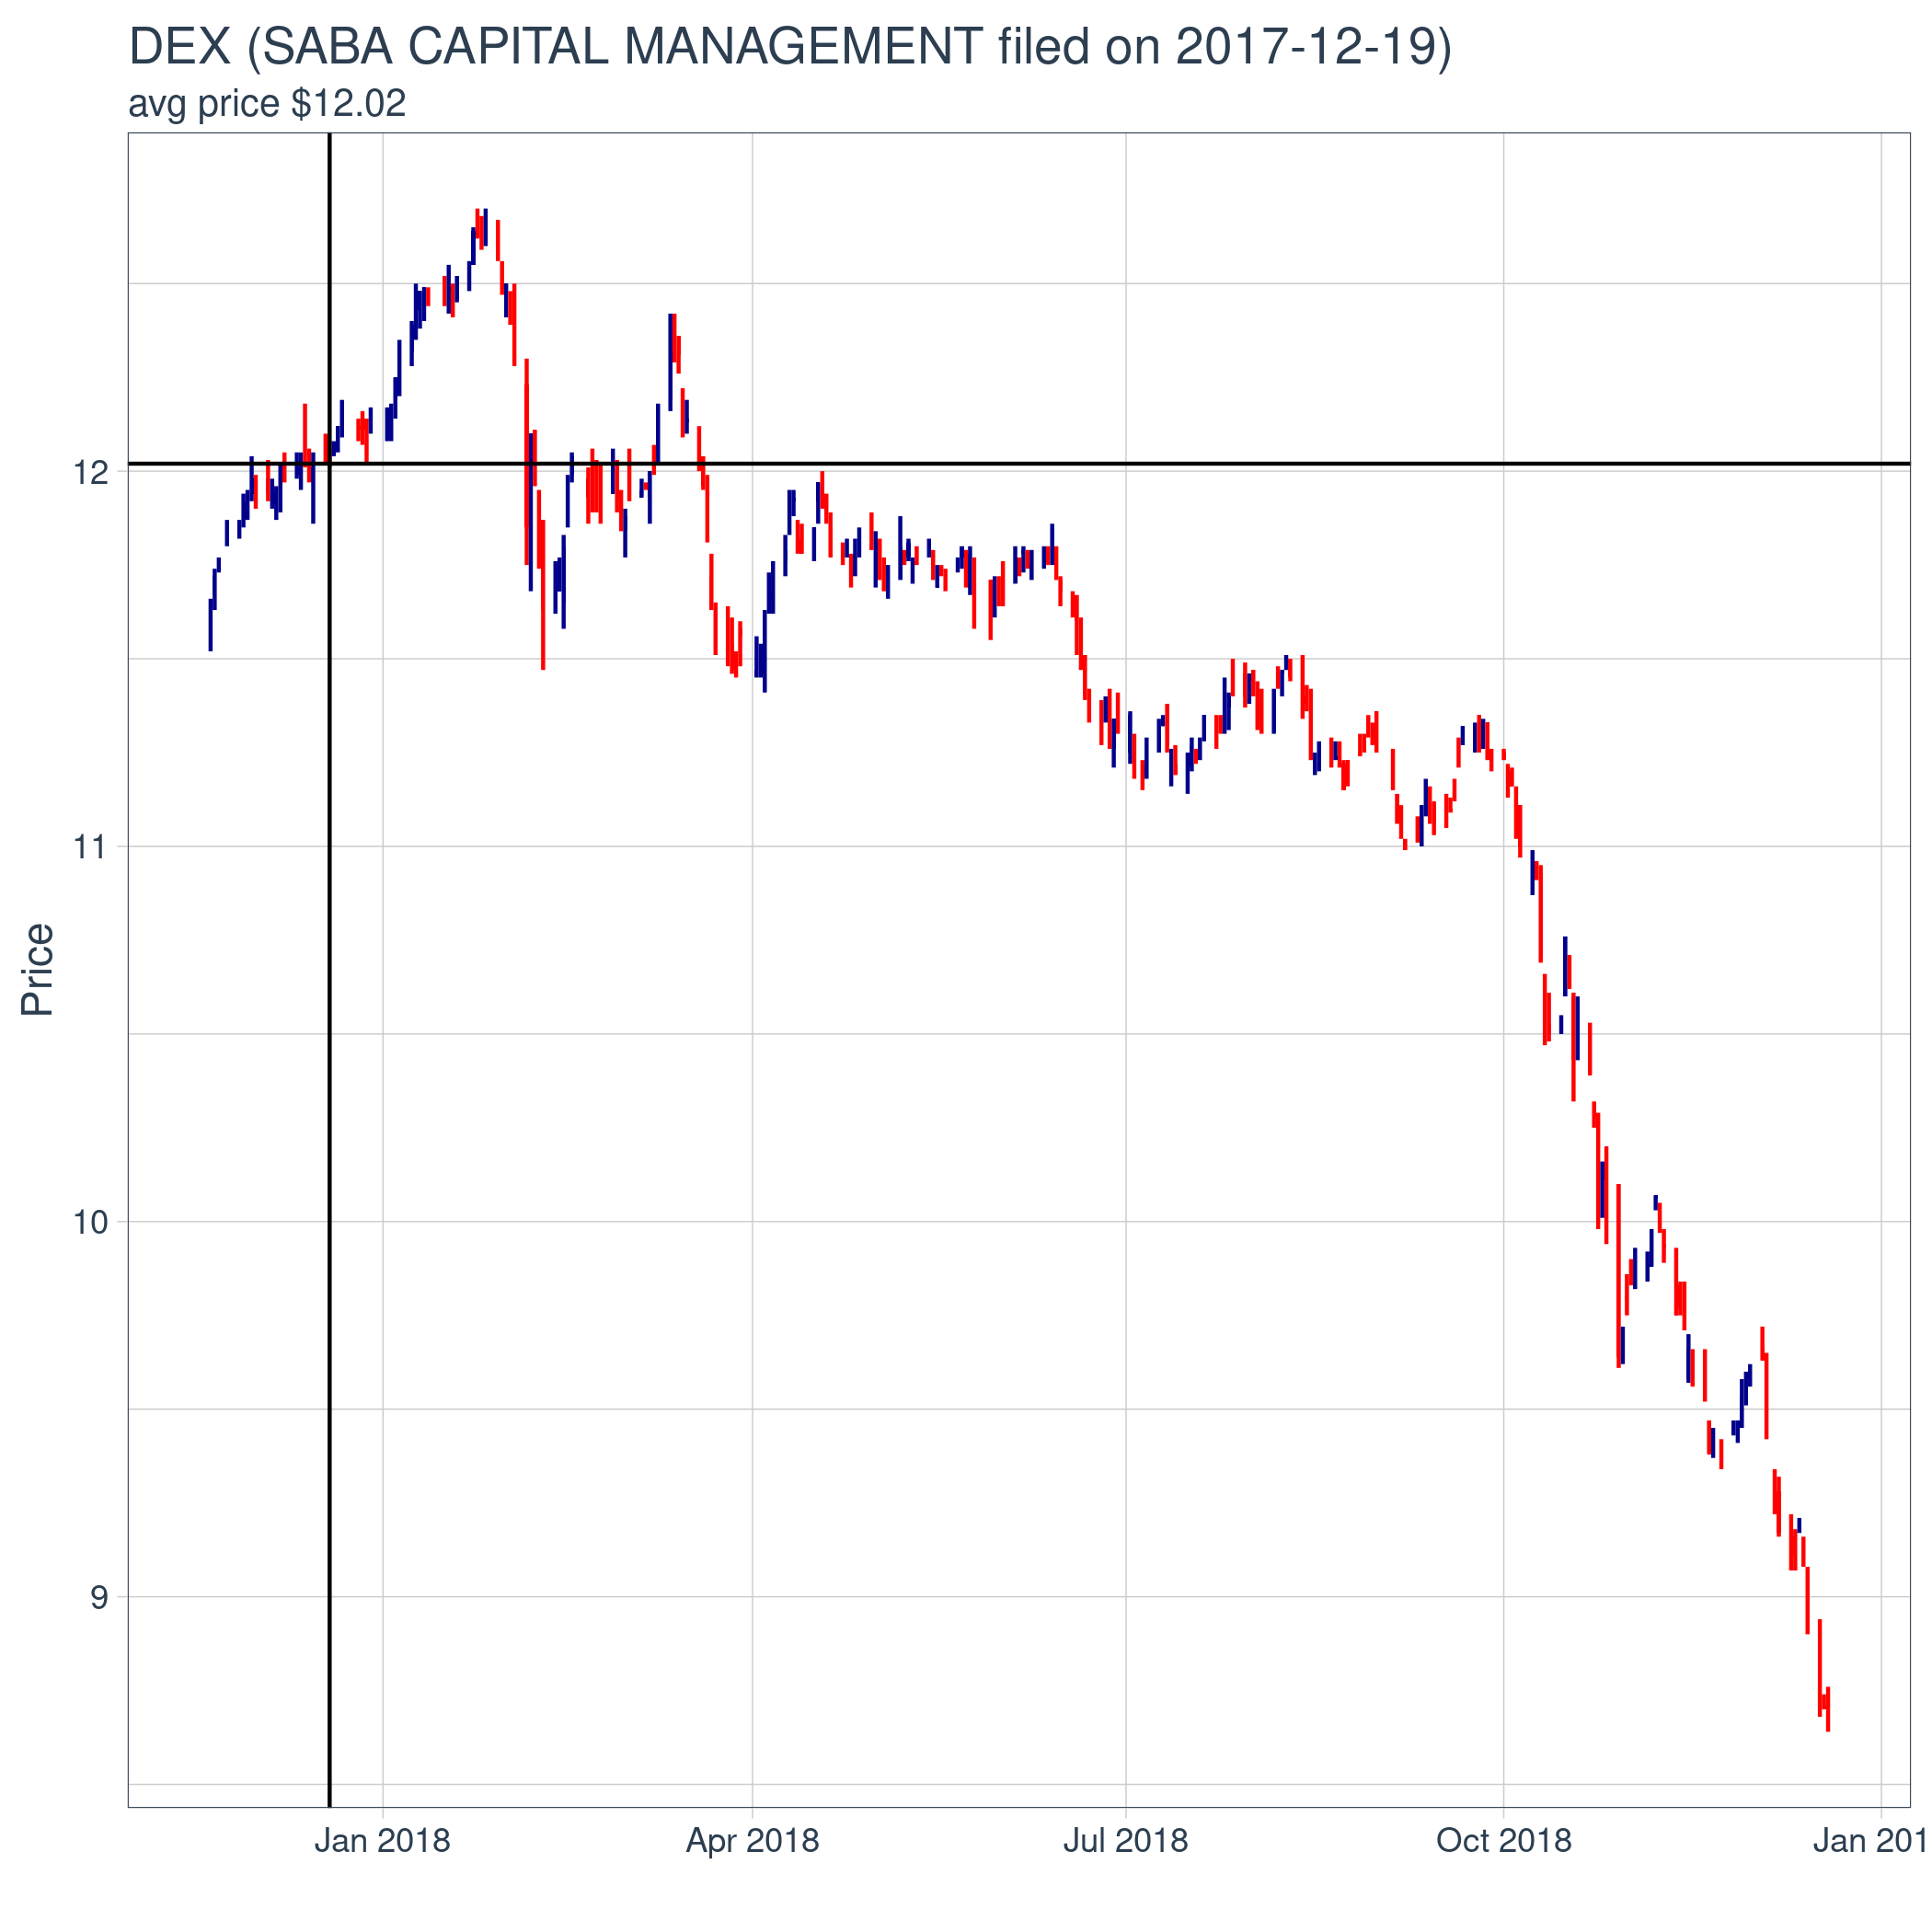 DEX (SABA CAPITAL MANAGEMENT filed on 2017-12-19)
avg price $12.02
12
11
Price
10
9
Jan 2018 Apr 2018 Jul 2018 Oct 2018 Jan 201